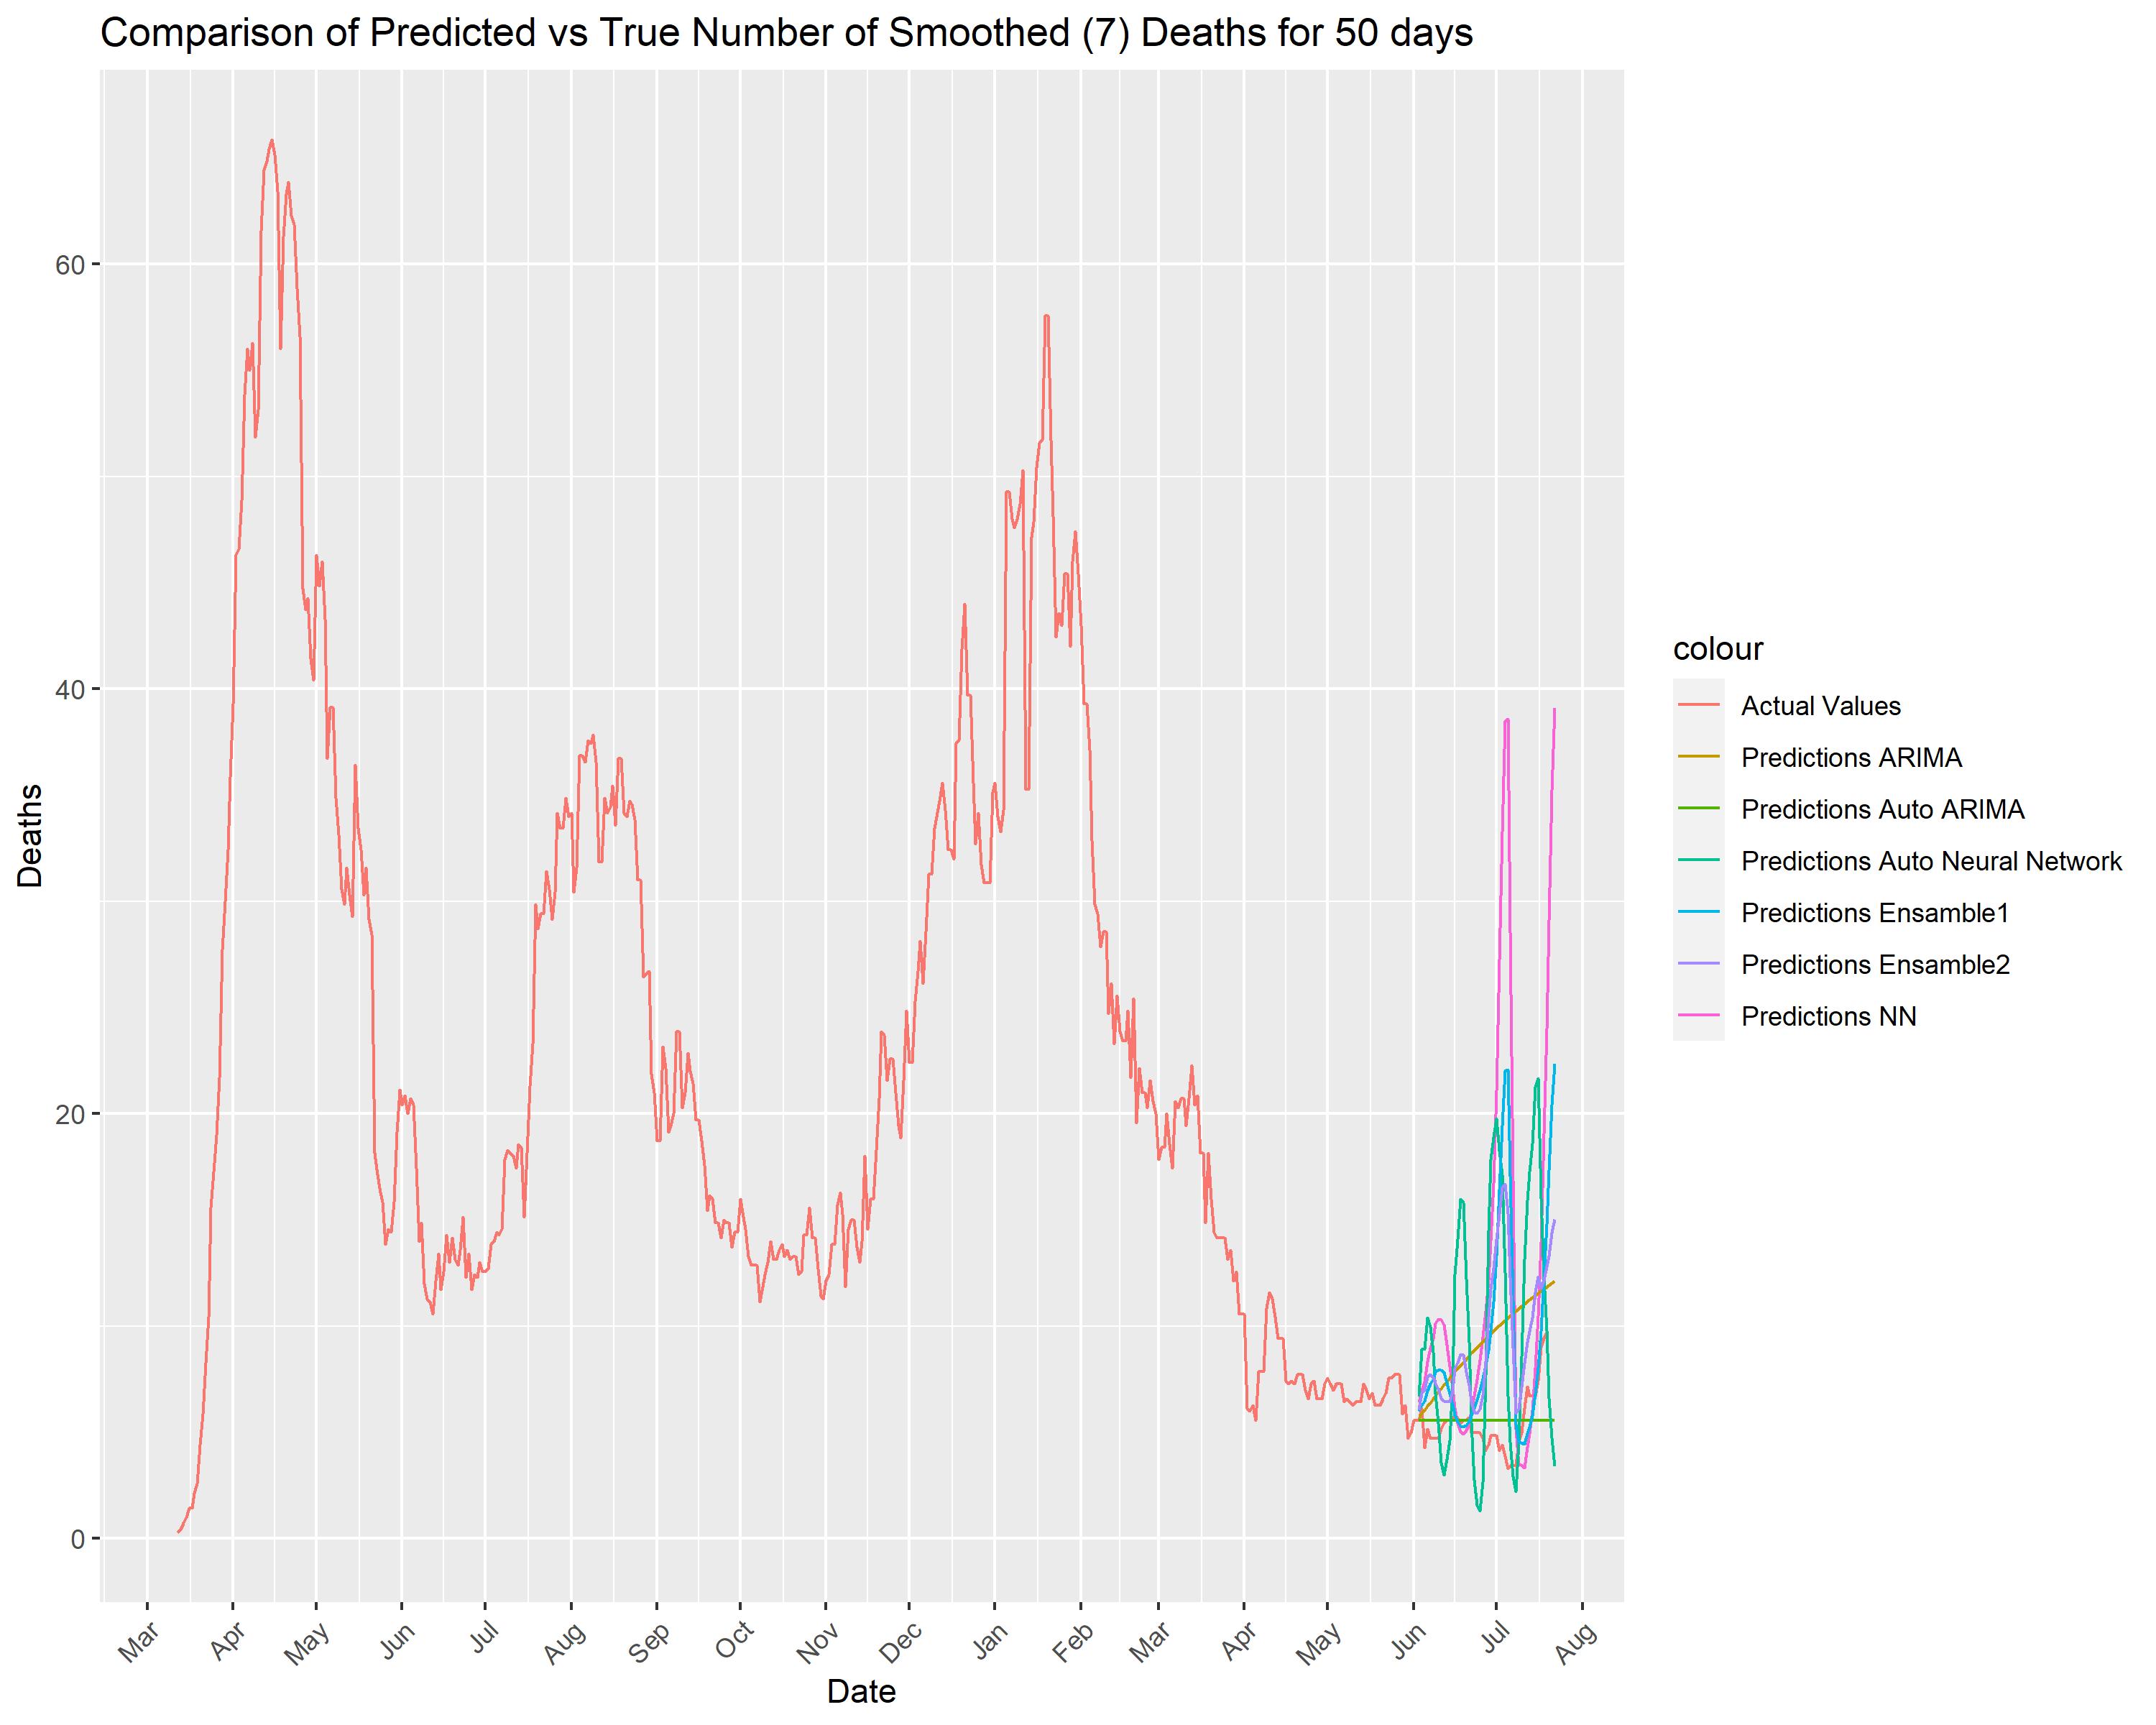 Comparison of Predicted vs True Number of Smoothed (7) Deaths for 50 days
Deaths
60
40
20
0
Mar
Apr
May
Jun
Jul
Aug
Sep
Oct
Nov
Dec
Jan
Feb
Mar
Apr
May
Jun
Jul
Aug
Date
colour
Actual Values
Predictions ARIMA
Predictions Auto ARIMA
Predictions Auto Neural Network
Predictions Ensamble1
Predictions Ensamble2
Predictions NN